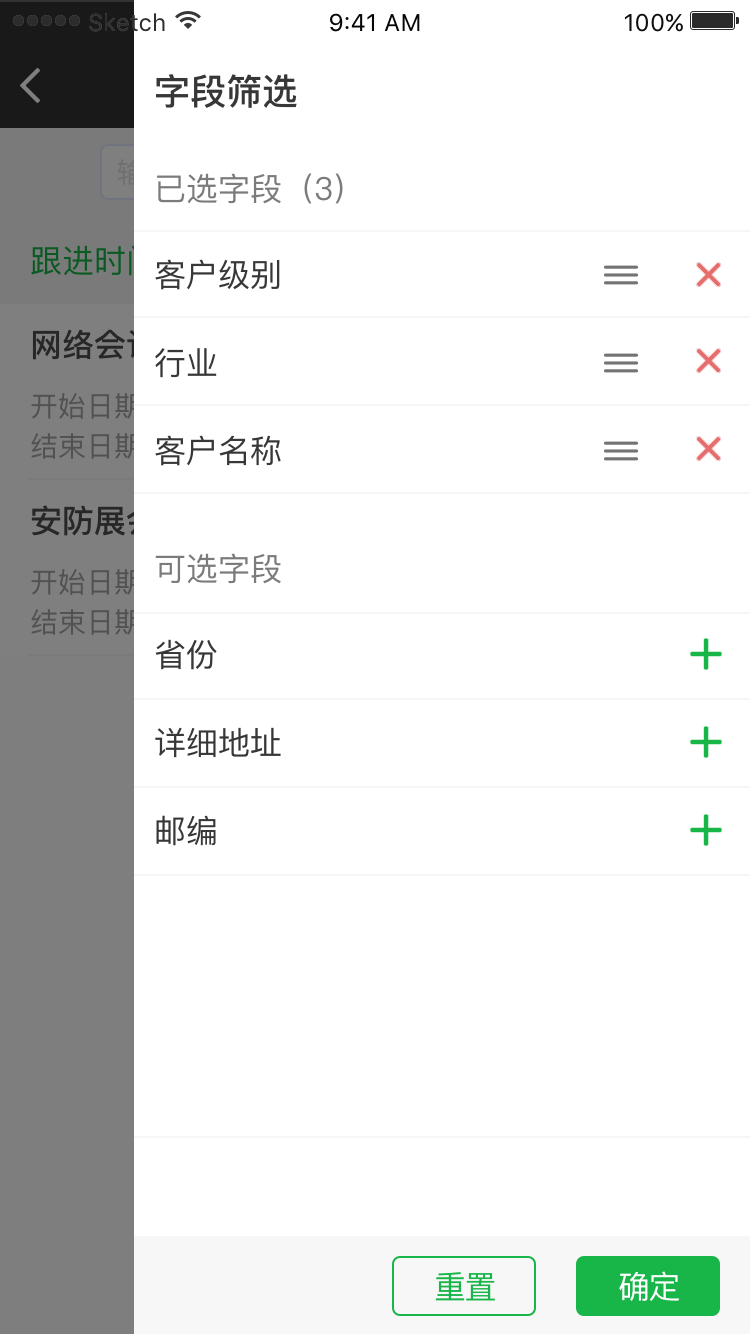 Sketch 9:41 AM 100%
字段筛选
已选字段（3）
客户级别
行业
客户名称
可选字段
省份
详细地址
邮编
重置 确定
输
跟进时间
网络会
开始日期
结束日期
安防展会
开始日期
结束日期